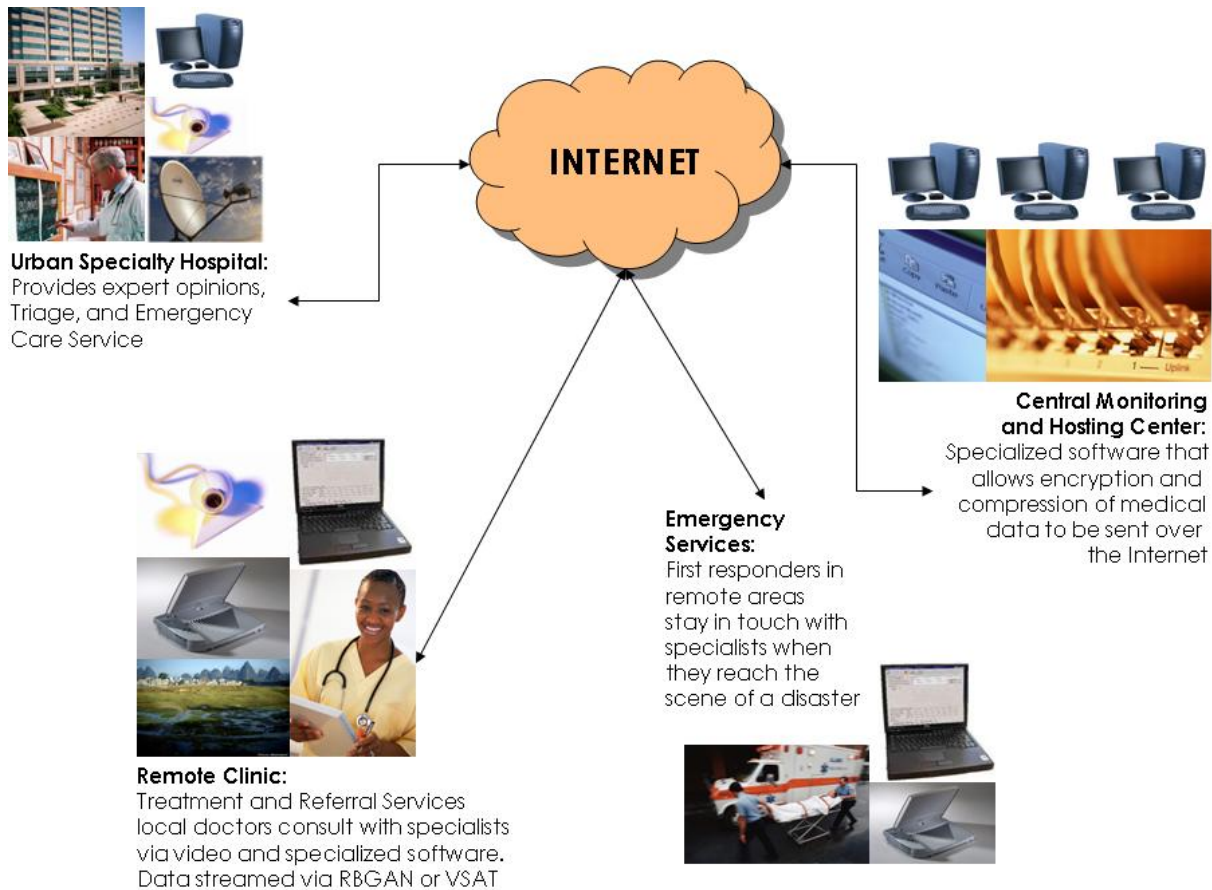 INTERNET
Urban Specialty Hospital:
Provides expert opinions,
Triage, and Emergency
Care Service
Copy
1 — Uplink
Central Monitoring
and Hosting Center:
Specialized software that
allows encryption and
compression of medical
data to be sent over
the Internet
Emergency
Services:
First responders in
remote areas
stay in touch with
specialists when
they reach the
scene of a disaster
Remote Clinic:
Treatment and Referral Services
local doctors consult with specialists
via video and specialized software.
Data streamed via RBGAN or VSAT